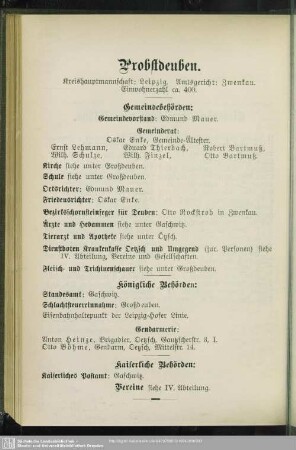 Probstdeuben.
Kreishauptmannschaft: Leipzig. Amtsgericht: Zwenkau.
Einwohnerzahl ca. 400.
Gemeindebehörden:
Gemeindevorstand: Edmund Mauer.
Gemeinderat:
Oskar Enke, Gemeinde-Ältester.
Ernst Lehmann, Eduard Thierbach, Robert Bartmuß,
Wilh. Schulze, Wilh. Finzel, Otto Bartmuß.
Kirche siehe unter Großdeuben.
Schule siehe unter Großdeuben.
Ortsrichter: Edmund Mauer.
Friedensrichter: Oskar Enke.
Bezirksschornsteinfeger für Deuben: Otto Rockstroh in Zwenkau.
Ärzte und Hebammen siehe unter Gaschwitz.
Tierarzt und Apotheke siehe unter Ötzsch.
Dienstboten Krankenkasse Oetzsch und Umgegend (jur. Personen) siehe
IV. Abteilung, Vereine und Gesellschaften.
Fleisch- und Trichinenschauer siehe unter Großdeuben.
Königliche Behörden:
Standesamt: Gaschwitz.
Schlachtsteuereinnahme: Großdeuben.
Eisenbahnhaltepunkt der Leipzig-Hofer Linie.
Gendarmerie:
Anton Heinze, Brigadier, Oetzsch, Gautzscherstr. 3, I.
Otto Böhme, Gendarm, Oetzsch, Mittelstr. 14.
Kaiserliche Behörden:
Kaiserliches Postamt: Gaschwitz.
Vereine siehe IV. Abteilung.